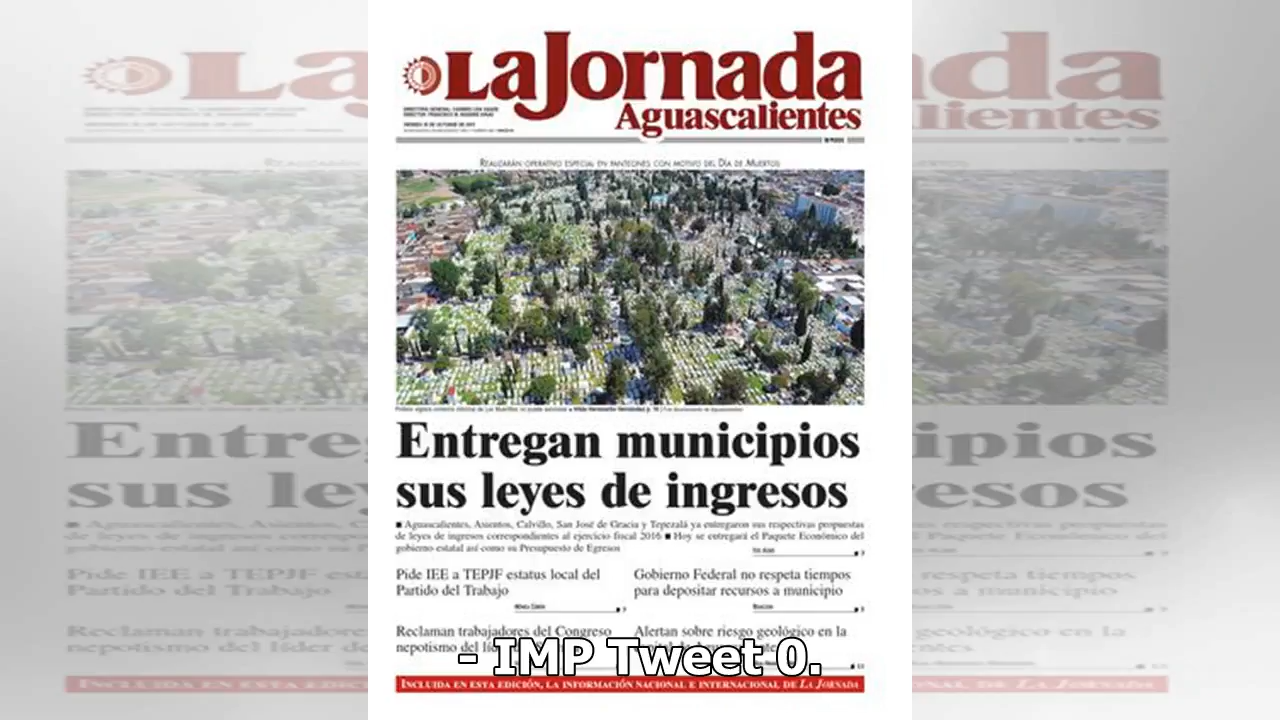 La Jornada
Aguascalientes
REALIZARÁN OPERATIVO ESPECIAL EN PANTEONES CON MOTIVO DEL DÍA DE MUERTOS
Entregan municipios
sus leyes de ingresos
■ Aguascalientes, Asientos, Calvillo, San José de Gracia y Tepezalá ya entregaron sus respectivas propuestas
de leyes de ingresos correspondientes al ejercicio fiscal 2016 ■ Hoy se entregará el Paquete Económico del
gobierno estatal así como su Presupuesto de Egresos
Pide IEE a TEPJF estatus local del
Partido del Trabajo
Gobierno Federal no respeta tiempos
para depositar recursos a municipio
Reclaman trabajadores del Congreso
nepotismo del
Alertan sobre riesgo geológico en la
- IMP Tweet 0.
INCLUIDA EN ESTA EDICIÓN, LA INFORMACIÓN NACIONAL E INTERNACIONAL DE LA JORNADA